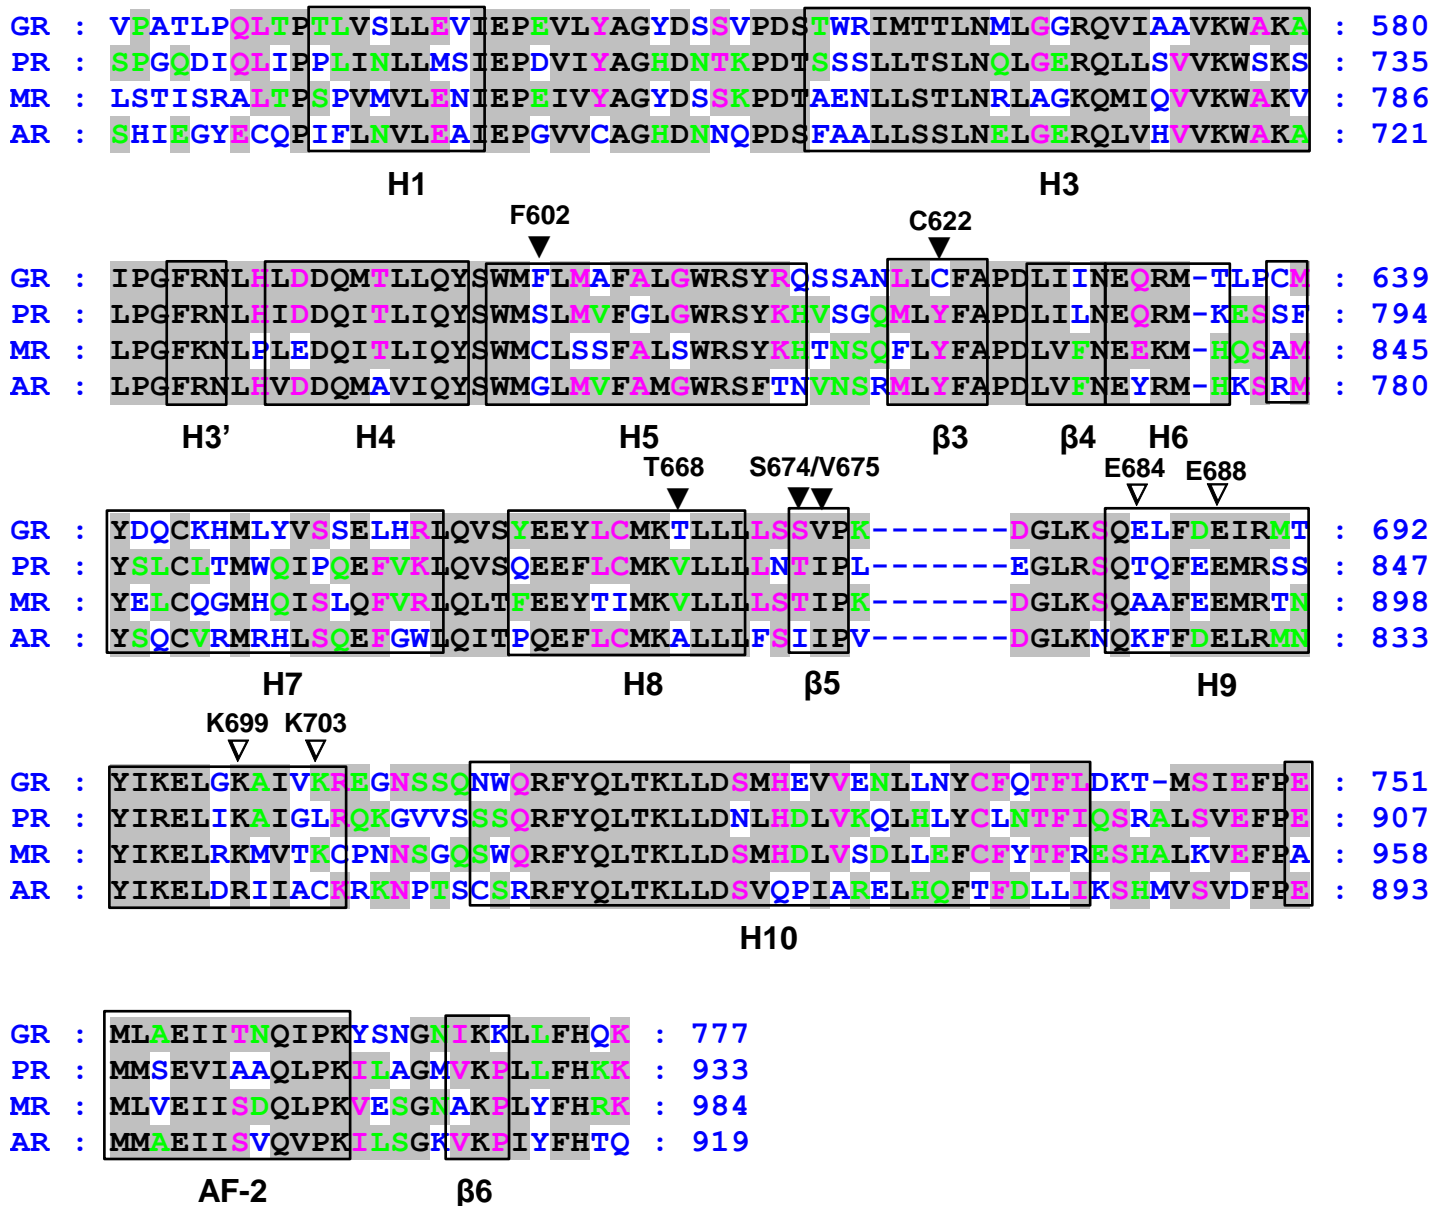 GR : VPATLPQLTPTLVSLLEVIEPEVLYAGYDSSVPDSTWRIMTTLNMLGGRQVIAAVKWAKA : 580
PR : SPGQDIQLIPPLINLLMSIEPDVIYAGHDNTKPDTSSSLLTSLNQLGERQLLSVVKWSKS : 735
MR : LSTISRALTPSPVMVLENIEPEIVYAGYDSSKPDTAENLLSTLNRLAGKQMIQVVKWAKV : 786
AR : SHIEGYECQPIFLNVLEAIEPGVVCAGHDNNQPDSFAALLSSLNELGERQLVHVVKWAKA : 721
H1 H3
F602 C622
GR : IPGFRNLHLDDQMTLLQYSWMFLMAFALGWRSYRQSSANLLCFAPDLIINEQRM-TLPCM : 639
PR : LPGFRNLHIDDQITLIQYSWMSLMVFGLGWRSYKHVSGQMLYFAPDLILNEQRM-KESSF : 794
MR : LPGFKNLPLEDQITLIQYSWMCLSSFALSWRSYKHTNSQFLYFAPDLVFNEEKM-HQSAM : 845
AR : LPGFRNLHVDDQMAVIQYSWMGLMVFAMGWRSFTNVNSRMLYFAPDLVFNEYRM-HKSRM : 780
H3’ H4 H5 β3 β4 H6
T668 S674/V675 E684 E688
GR : YDQCKHMLYVSSELHRLQVSYEEYLCMKTLLLLSSVPK-------DGLKSQELFDEIRMT : 692
PR : YSLCLTMWQIPQEFVKLQVSQEEFLCMKVLLLLNTIPL-------EGLRSQTQFEEMRSS : 847
MR : YELCQGMHQISLQFVRLQLTFEEYTIMKVLLLLSTIPK-------DGLKSQAAFEEMRTN : 898
AR : YSQCVRMRHLSQEFGWLQITPQEFLCMKALLLFSIIPV-------DGLKNQKFFDELRMN : 833
H7 H8 β5 H9
K699 K703
GR : YIKELGKAIVKREGNSSQNWQRFYQLTKLLDSMHEVVENLLNYCFQTFLDKT-MSIEFPE : 751
PR : YIRELIKAIGLRQKGVVSSSQRFYQLTKLLDNLHDLVKQLHLYCLNTFIQSRALSVEFPE : 907
MR : YIKELRKMVTKCPNNSGQSWQRFYQLTKLLDSMHDLVSDLLEFCFYTFRESHALKVEFPA : 958
AR : YIKELDRIIACKRKNPTSCSRRFYQLTKLLDSVQPIARELHQFTFDLLIKSHMVSVDFPE : 893
H10
GR : MLAEIITNQIPKYSNGNIKKLLFHQK : 777
PR : MMSEVIAAQLPKILAGMVKPLLFHKK : 933
MR : MLVEIISDQLPKVESGNAKPLYFHRK : 984
AR : MMAEIISVQVPKILSGKVKPIYFHTQ : 919
AF-2 β6